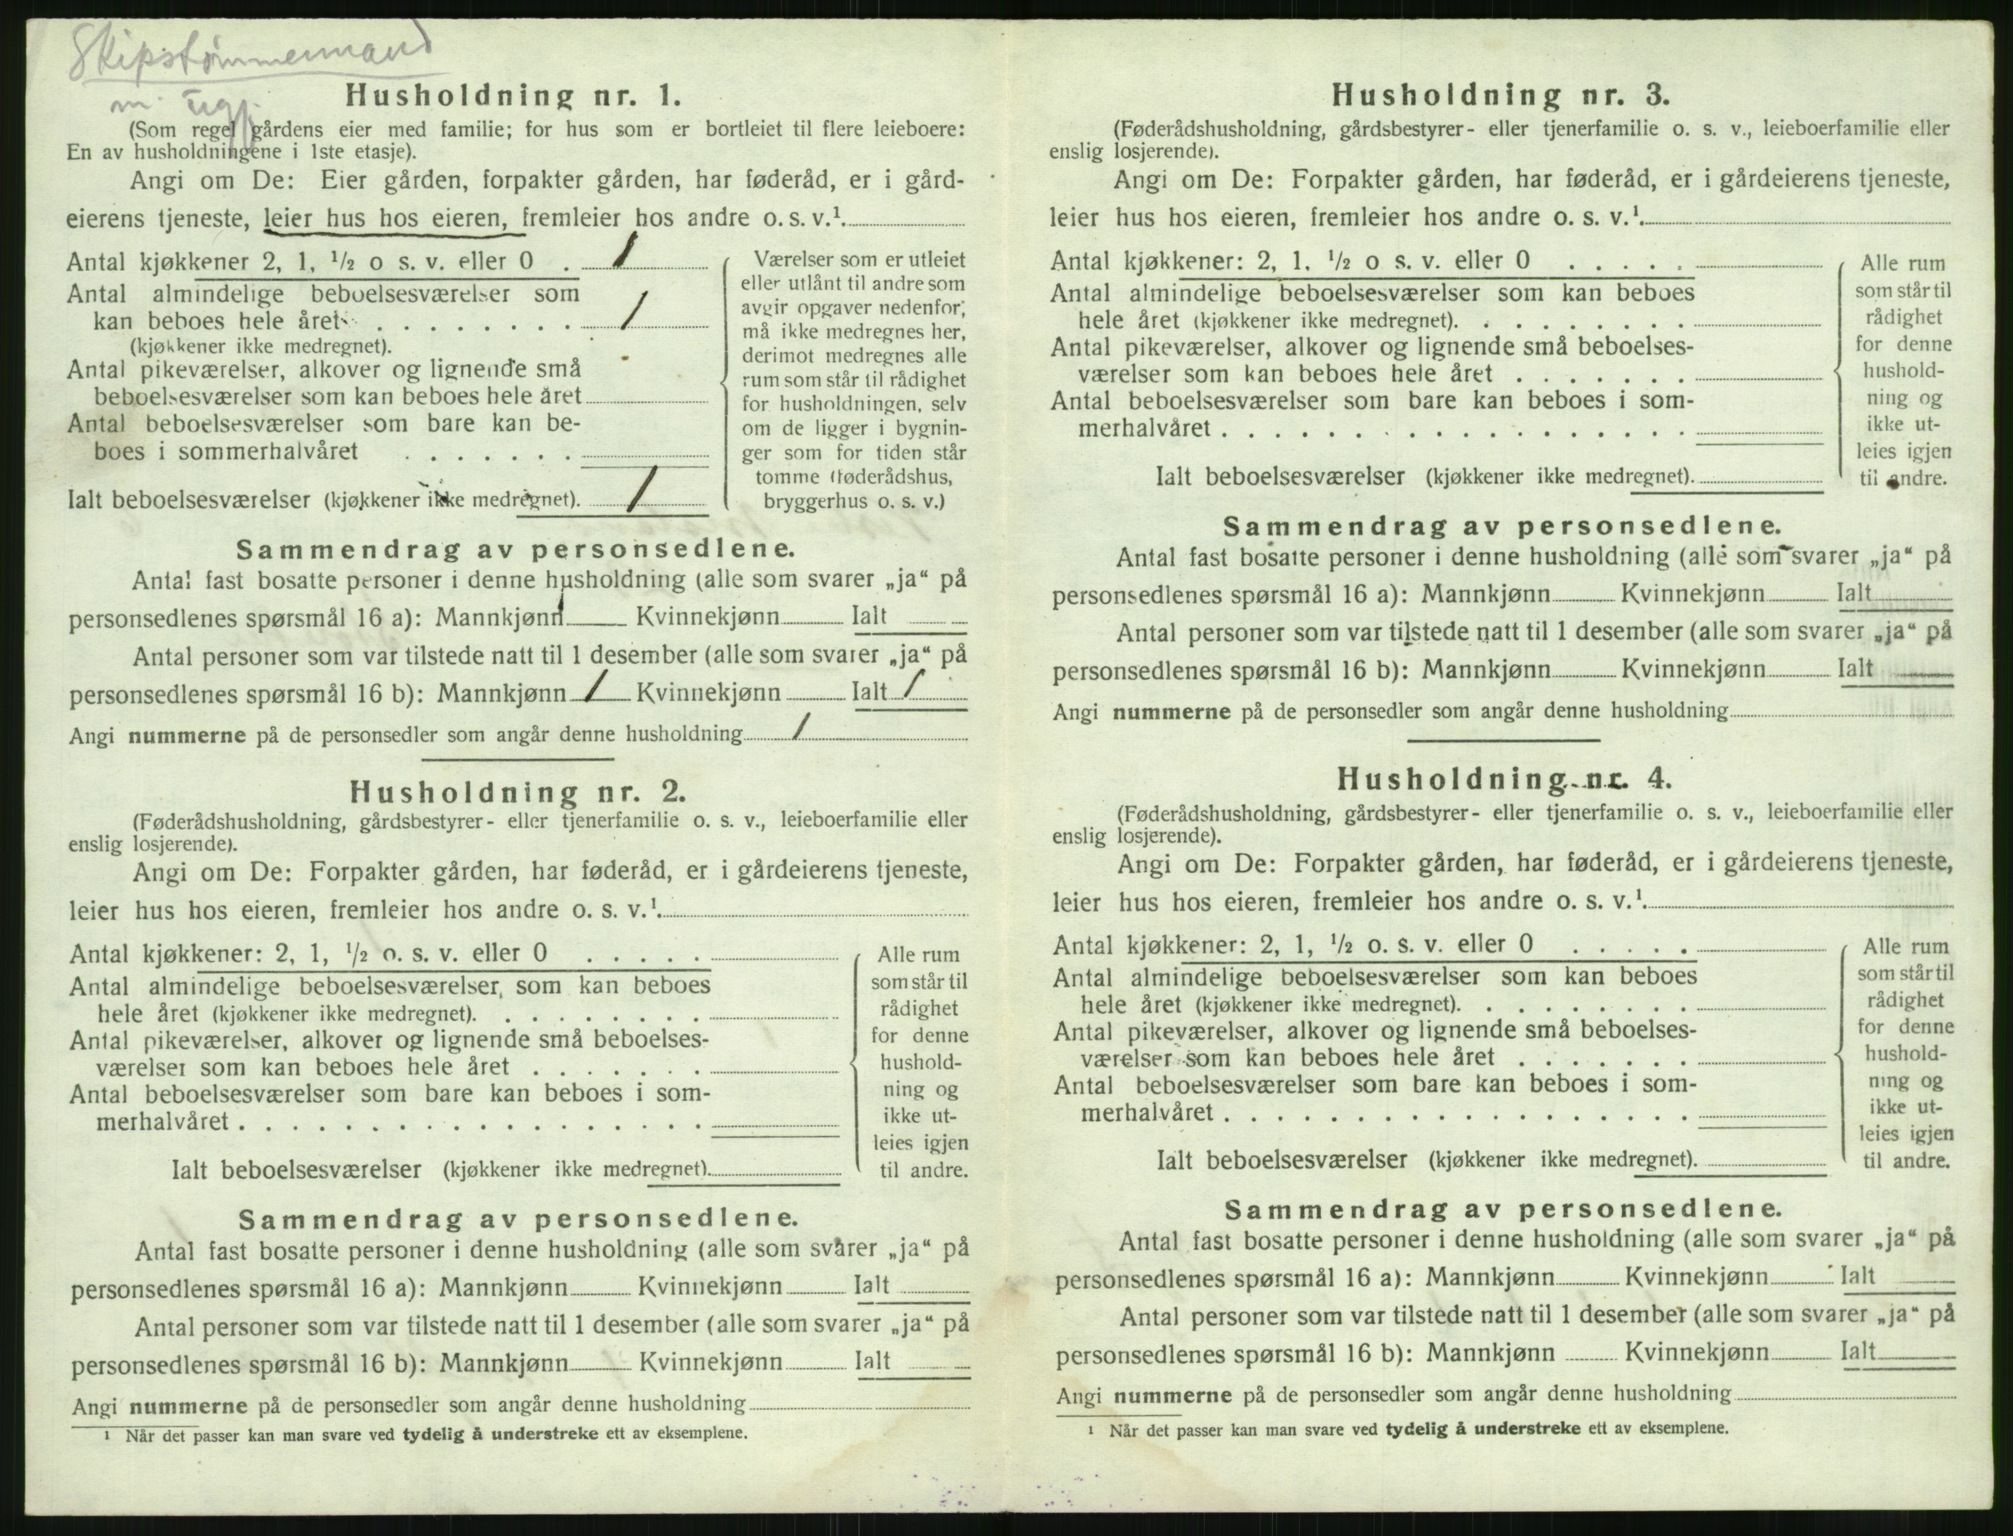 Skipstømmermand
m.
Husholdning nr. 1.
(Som regel gårdens eier med familie; for hus som er bortleiet til flere leieboere:
En av husholdningene i 1ste etasje).
Angi om De: Eier gården, forpakter gården, har føderåd, er i gård-
eierens tjeneste, leier hus hos eieren, fremleier hos andre o. s. v.¹.
Antal kjøkkener 2, 1, ½ o s. v. eller 0 . 1
Antal almindelige beboelsesværelser som
kan beboes hele året . . . . . . . . 1
(kjøkkener ikke medregnet).
Antal pikeværelser, alkover og lignende små
beboelsesværelser som kan beboes hele året
Antal beboelsesværelser som bare kan be-
boes i sommerhalvåret . . . . . . .
Ialt beboelsesværelser (kjøkkener ikke medregnet). 1
Værelser som er utleiet
eller utlånt til andre som
avgir opgaver nedenfor,
må ikke medregnes her,
derimot medregnes alle
rum som står til rådighet
for husholdningen, selv
om de ligger i bygnin-
ger som for tiden står
tomme (føderådshus,
bryggerhus o. s. v.)
Sammendrag av personsedlene.
Antal fast bosatte personer i denne husholdning (alle som svarer „ja“ på
personsedlenes spørsmål 16 a): Mannkjønn 1 Kvinnekjønn Ialt
Antal personer som var tilstede natt til 1 desember (alle som svarer „ja“ på
personsedlenes spørsmål 16 b): Mannkjønn 1 Kvinnekjønn Ialt 1
Angi nummerne på de personsedler som angår denne husholdning 1
Husholdning nr. 2.
(Føderådshusholdning, gårdsbestyrer- eller tjenerfamilie o. s. v., leieboerfamilie eller
enslig losjerende).
Angi om De: Forpakter gården, har føderåd, er i gårdeierens tjeneste,
leier hus hos eieren, fremleier hos andre o. s. v.¹.
Antal kjøkkener: 2, 1, ½ o. s. v. eller 0 . . . . .
Antal almindelige beboelsesværelser, som kan beboes
hele året (kjøkkener ikke medregnet). . . . . . . . .
Antal pikeværelser, alkover og lignende små beboelses-
værelser som kan beboes hele året . . . . . . .
Antal beboelsesværelser som bare kan beboes i som-
merhalvåret . . . . . . . . . . . . . . . . . .
Ialt beboelsesværelser (kjøkkener ikke medregnet).
Alle rum
som står til
rådighet
for denne
hushold-
ning og
ikke ut-
leies igjen
til andre.
Sammendrag av personsedlene.
Antal fast bosatte personer i denne husholdning (alle som svarer „ja“ på
personsedlenes spørsmål 16 a): Mannkjønn Kvinnekjønn Ialt
Antal personer som var tilstede natt til 1 desember (alle som svarer „ja“ på
personsedlenes spørsmål 16 b): Mannkjønn Kvinnekjønn Ialt
Angi nummerne på de personsedler som angår denne husholdning
¹ Når det passer kan man svare ved tydelig å understreke ett av eksemplene.
Husholdning nr. 3.
(Føderådshusholdning, gårdsbestyrer- eller tjenerfamilie o. s. v., leieboerfamilie eller
enslig losjerende).
Angi om De: Forpakter gården, har føderåd, er i gårdeierens tjeneste,
leier hus hos eieren, fremleier hos andre o. s. v.¹.
Antal kjøkkener: 2, 1, ½ o s. v. eller 0 . . . . .
Antal almindelige beboelsesværelser som kan beboes
hele året (kjøkkener ikke medregnet). . . . . . . . .
Antal pikeværelser, alkover og lignende små beboelses-
værelser som kan beboes hele året . . . . . . .
Antal beboelsesværelser som bare kan beboes i som-
merhalvåret . . . . . . . . . . . . . . . . . .
Ialt beboelsesværelser (kjøkkener ikke medregnet).
Alle rum
som står til
rådighet
for denne
hushold-
ning og
ikke ut-
leies igjen
til andre.
Sammendrag av personsedlene.
Antal fast bosatte personer i denne husholdning (alle som svarer „ja“ på
personsedlenes spørsmål 16 a): Mannkjønn Kvinnekjønn Ialt
Antal personer som var tilstede natt til 1 desember (alle som svarer „ja“ på
personsedlenes spørsmål 16 b): Mannkjønn Kvinnekjønn Ialt
Angi nummerne på de personsedler som angår denne husholdning
Husholdning nr. 4.
(Føderådshusholdning, gårdsbestyrer- eller tjenerfamilie o. s. v., leieboerfamilie eller
enslig losjerende).
Angi om De: Forpakter gården, har føderåd, er i gårdeierens tjeneste,
leier hus hos eieren, fremleier hos andre o. s. v.¹.
Antal kjøkkener: 2, 1, ½ o. s. v. eller 0 . . . . .
Antal almindelige beboelsesværelser som kan beboes
hele året (kjøkkener ikke medregnet). . . . . . . . .
Antal pikeværelser, alkover og lignende små beboelses-
værelser som kan beboes hele året . . . . . . .
Antal beboelsesværelser som bare kan beboes i som-
merhalvåret . . . . . . . . . . . . . . . . . .
Ialt beboelsesværelser (kjøkkener ikke medregnet).
Alle rum
som står til
rådighet
for denne
hushold-
ning og
ikke ut-
leies igjen
til andre.
Sammendrag av personsedlene.
Antal fast bosatte personer i denne husholdning (alle som svarer „ja“ på
personsedlenes spørsmål 16 a): Mannkjønn Kvinnekjønn Ialt
Antal personer som var tilstede natt til 1 desember (alle som svarer „ja“ på
personsedlenes spørsmål 16 b): Mannkjønn Kvinnekjønn Ialt
Angi nummerne på de personsedler som angår denne husholdning
¹ Når det passer kan man svare ved tydelig å understreke ett av eksemplene.